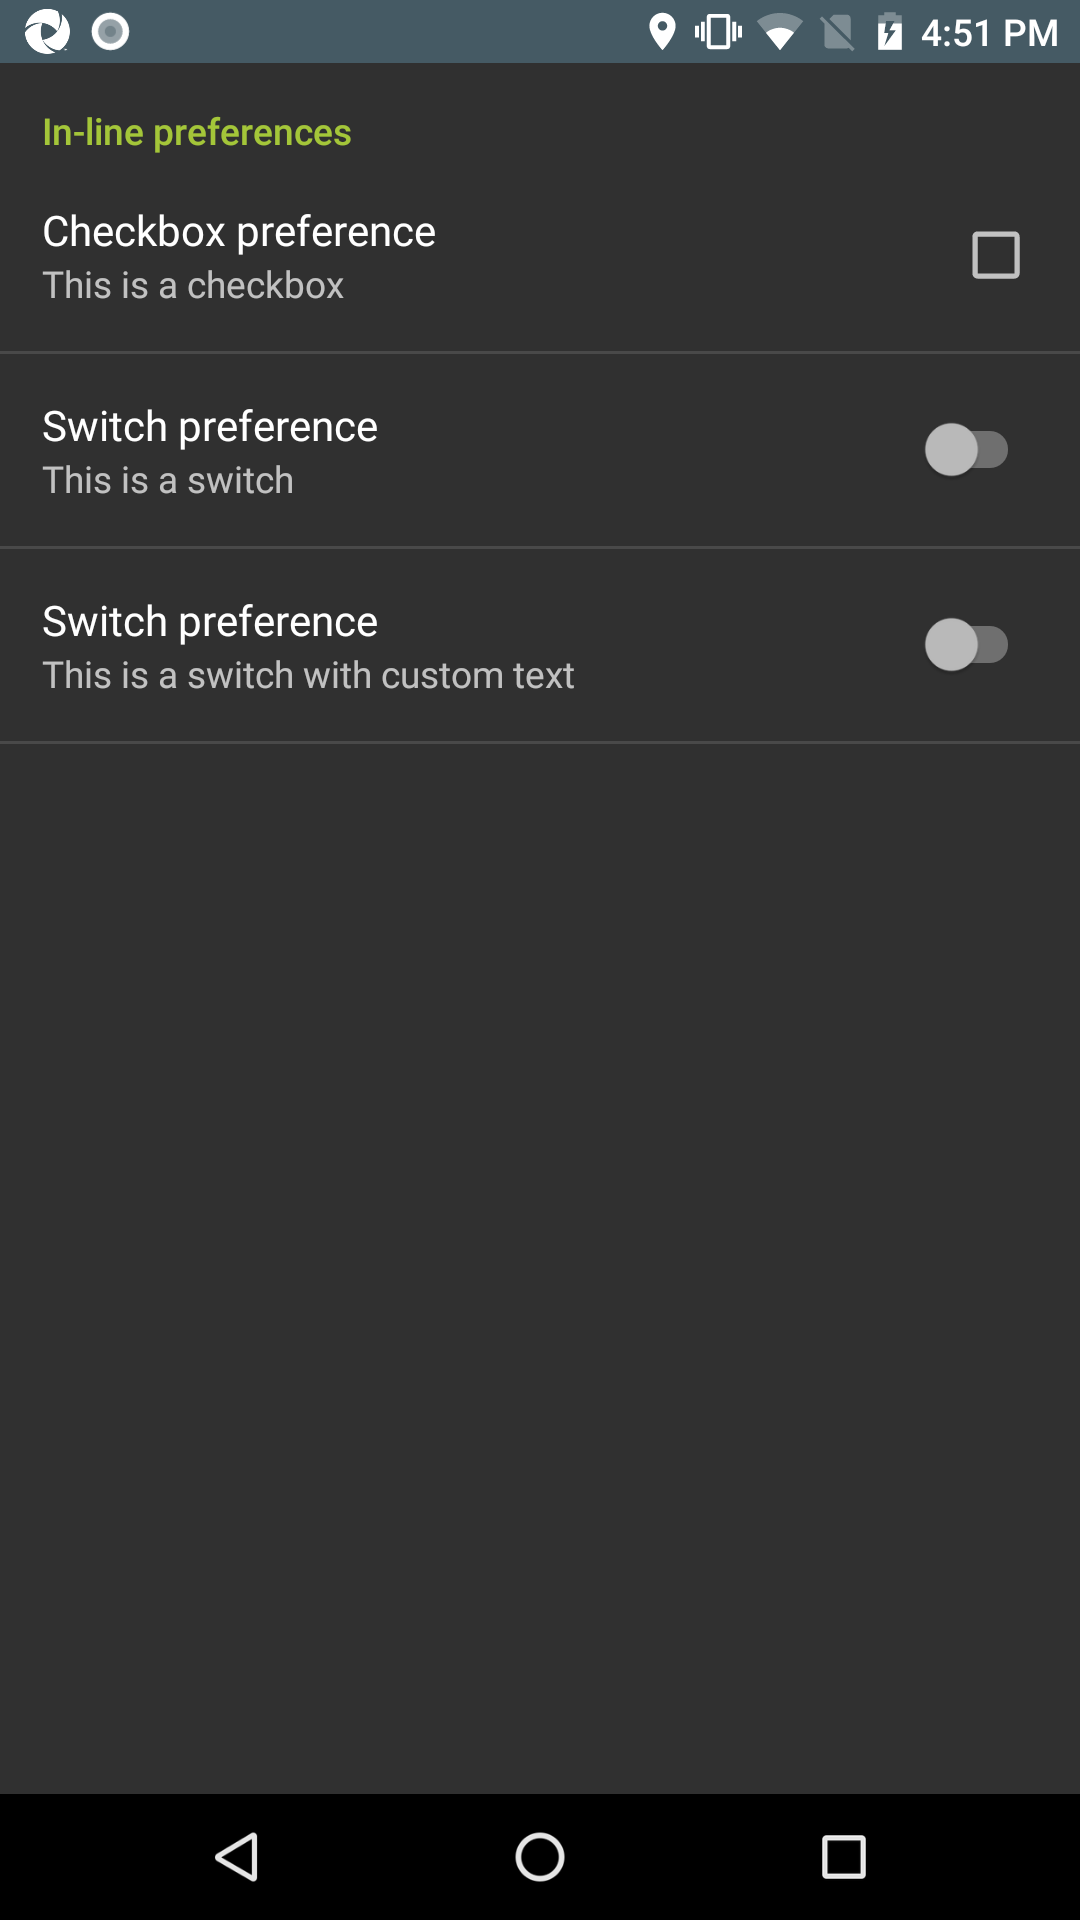 4:51 PM
In-line preferences
Checkbox preference
This is a checkbox
Switch preference
This is a switch
Switch preference
This is a switch with custom text